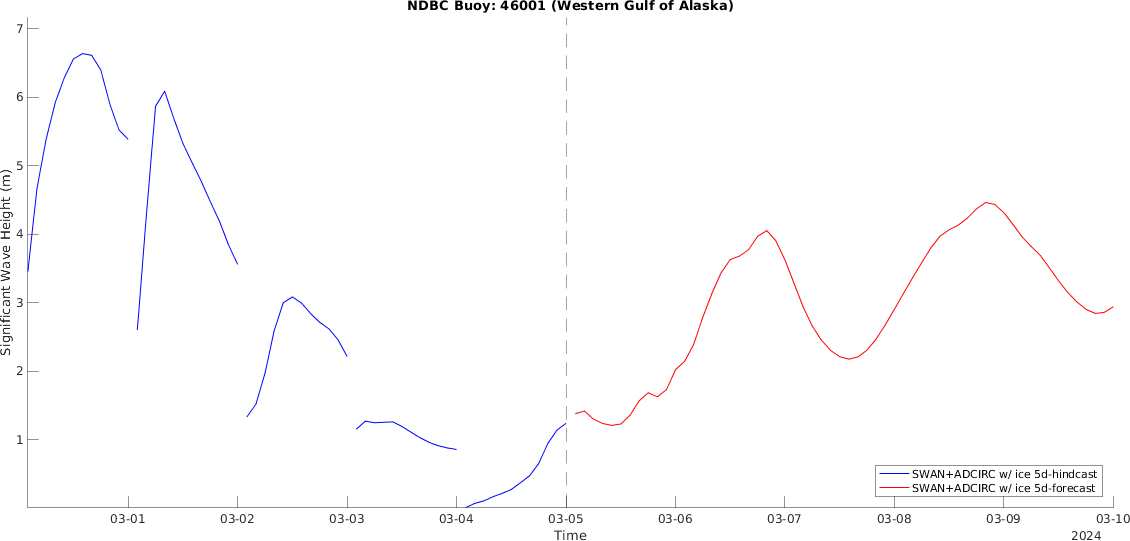 NDBC Buoy: 46001 (Western Gulf of Alaska)
7
6
5
4
3
2
1
Significant Wave Height (m)
SWAN+ADCIRC w/ ice 5d-hindcast
SWAN+ADCIRC w/ ice 5d-forecast
03-01 03-02 03-03 03-04 03-05 03-06 03-07 03-08 03-09 03-10
Time
2024